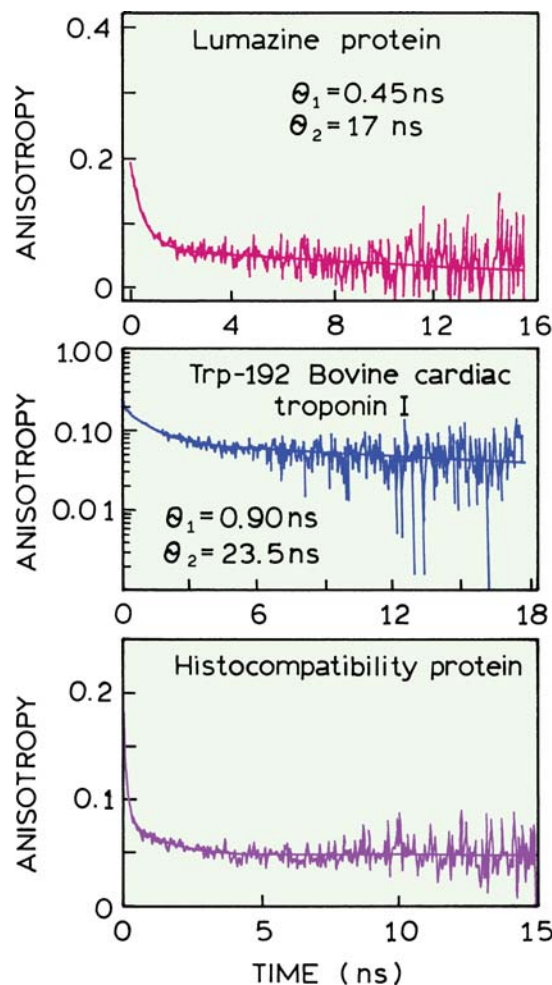 0.4
Lumazine protein
Θ₁=0.45 ns
Θ₂=17 ns
0.2
0
ANISOTROPY
0 4 8 12 16
1.00
Trp-192 Bovine cardiac
troponin I
0.10
0.01
ANISOTROPY
Θ₁=0.90 ns
Θ₂=23.5 ns
0 6 12 18
Histocompatibility protein
0.2
0.1
0
ANISOTROPY
0 5 10 15
TIME (ns)